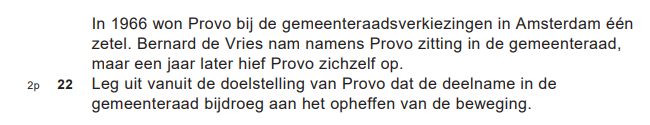 In 1966 won Provo bij de gemeenteraadsverkiezingen in Amsterdam één
zetel. Bernard de Vries nam namens Provo zitting in de gemeenteraad,
maar een jaar later hief Provo zichzelf op.
2p 22 Leg uit vanuit de doelstelling van Provo dat de deelname in de
gemeenteraad bijdroeg aan het opheffen van de beweging.